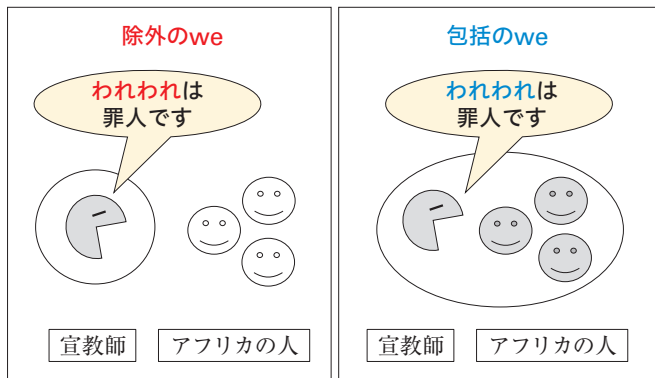 除外のwe
われわれは
罪人です
宣教師
アフリカの人
包括のwe
われわれは
罪人です
宣教師
アフリカの人